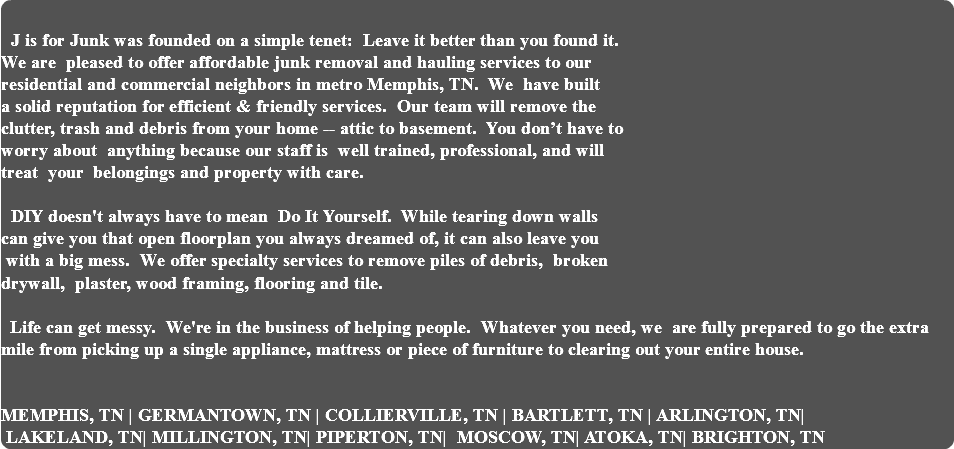 J is for Junk was founded on a simple tenet:  Leave it better than you found it.
We are  pleased to offer affordable junk removal and hauling services to our
residential and commercial neighbors in metro Memphis, TN.  We  have built
a solid reputation for efficient & friendly services.  Our team will remove the
clutter, trash and debris from your home -- attic to basement.  You don’t have to
worry about  anything because our staff is  well trained, professional, and will
treat  your  belongings and property with care.
DIY doesn't always have to mean  Do It Yourself.  While tearing down walls
can give you that open floorplan you always dreamed of, it can also leave you
with a big mess.  We offer specialty services to remove piles of debris,  broken
drywall,  plaster, wood framing, flooring and tile.
Life can get messy.  We're in the business of helping people.  Whatever you need, we  are fully prepared to go the extra
mile from picking up a single appliance, mattress or piece of furniture to clearing out your entire house.
MEMPHIS, TN | GERMANTOWN, TN | COLLIERVILLE, TN | BARTLETT, TN | ARLINGTON, TN|
LAKELAND, TN| MILLINGTON, TN| PIPERTON, TN|  MOSCOW, TN| ATOKA, TN| BRIGHTON, TN